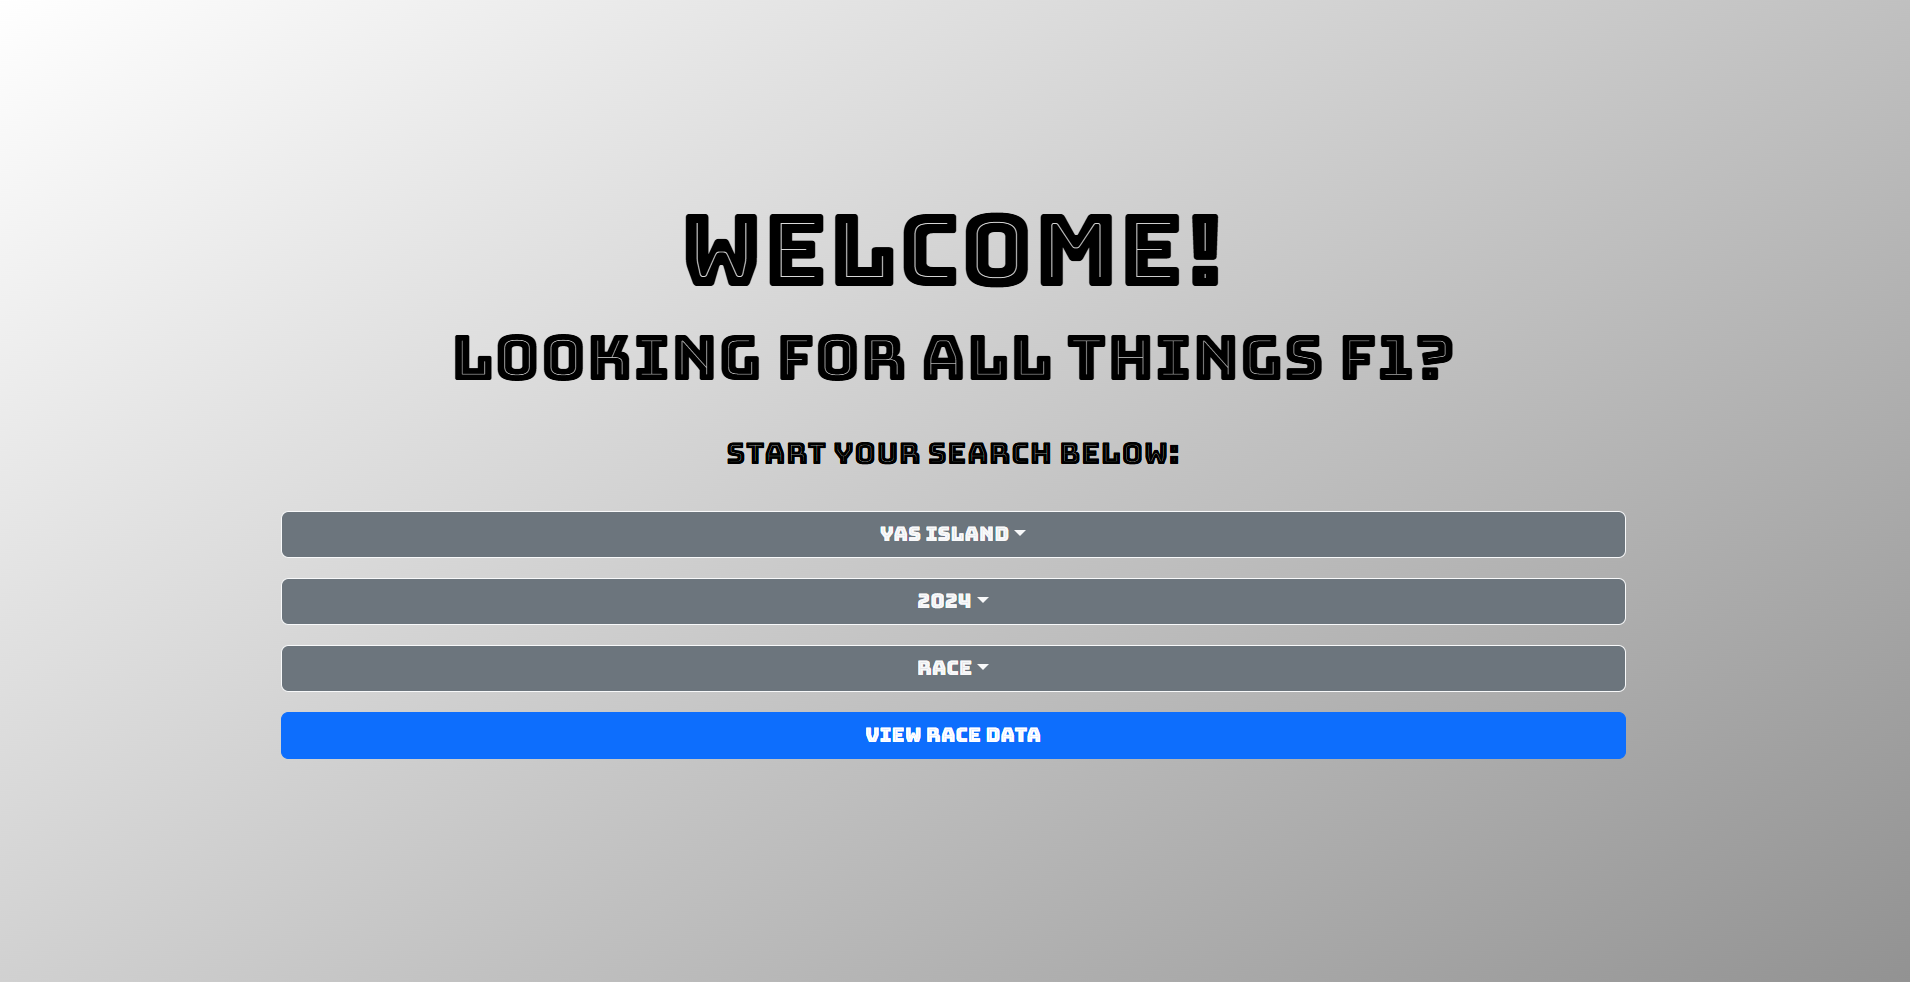 WELCOME!
LOOKING FOR ALL THINGS F1?
START YOUR SEARCH BELOW:
YAS ISLAND
2024
RACE
VIEW RACE DATA